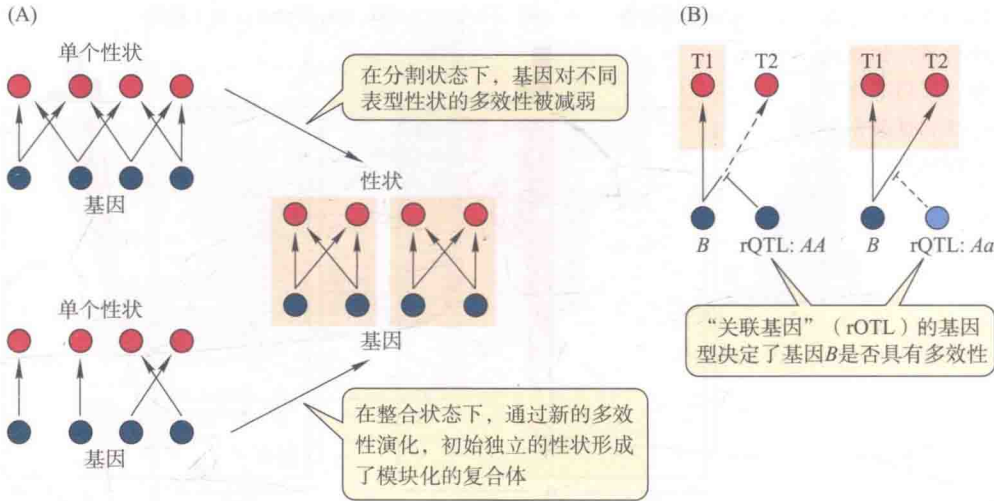 (A)
单个性状
基因
在分割状态下，基因对不同
表型性状的多效性被减弱
性状
基因
单个性状
基因
在整合状态下，通过新的多效
性演化，初始独立的性状形成
了模块化的复合体
(B)
T1
T2
T1
T2
B
rQTL: AA
B
rQTL: Aa
“关联基因”（rOTL）的基因
型决定了基因B是否具有多效性